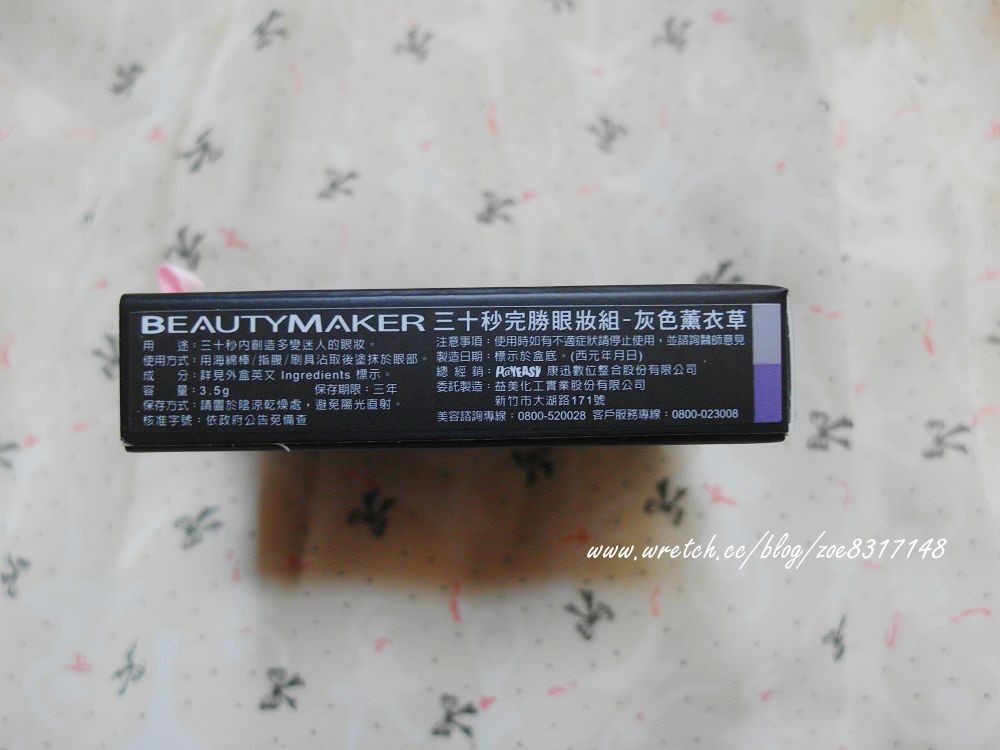 BEAUTYMAKER 三十秒完勝眼妝組-灰色薰衣草
用　途：三十秒內創造多變迷人的眼妝。
使用方式：用海綿棒/指腹/刷具沾取後塗抹於眼部。
成　分：詳見外盒英文 Ingredients 標示。
容　量：3.5g　保存期限：三年
保存方式：請置於陰涼乾燥處，避免陽光直射。
核准字號：依政府公告免備查
注意事項：使用時如有不適症狀請停止使用，並諮詢醫師意見
製造日期：標示於盒底。(西元年月日)
總 經 銷：PAYEASY 康迅數位整合股份有限公司
委託製造：益美化工實業股份有限公司
新竹市大湖路171號
美容諮詢專線：0800-520028 客戶服務專線：0800-023008
www.wretch.cc/blog/zoe8317148